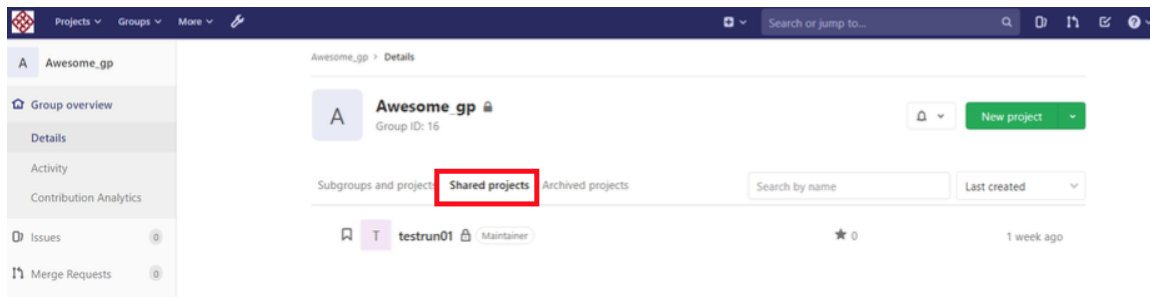 Projects Groups More Search or jump to... ?
A Awesome_gp
Group overview
Details
Activity
Contribution Analytics
Issues 0
Merge Requests 0
Awesome_gp > Details
A Awesome_gp
Group ID: 16
New project
Subgroups and projects Shared projects Archived projects Search by name Last created
T testrun01 Maintainer 0 1 week ago